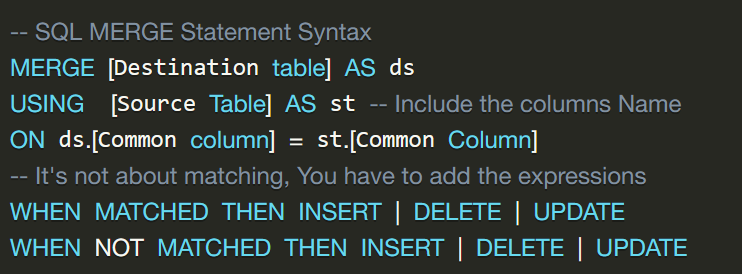 -- SQL MERGE Statement Syntax
MERGE [Destination table] AS ds
USING [Source Table] AS st -- Include the columns Name
ON ds.[Common column] = st.[Common Column]
-- It's not about matching, You have to add the expressions
WHEN MATCHED THEN INSERT | DELETE | UPDATE
WHEN NOT MATCHED THEN INSERT | DELETE | UPDATE